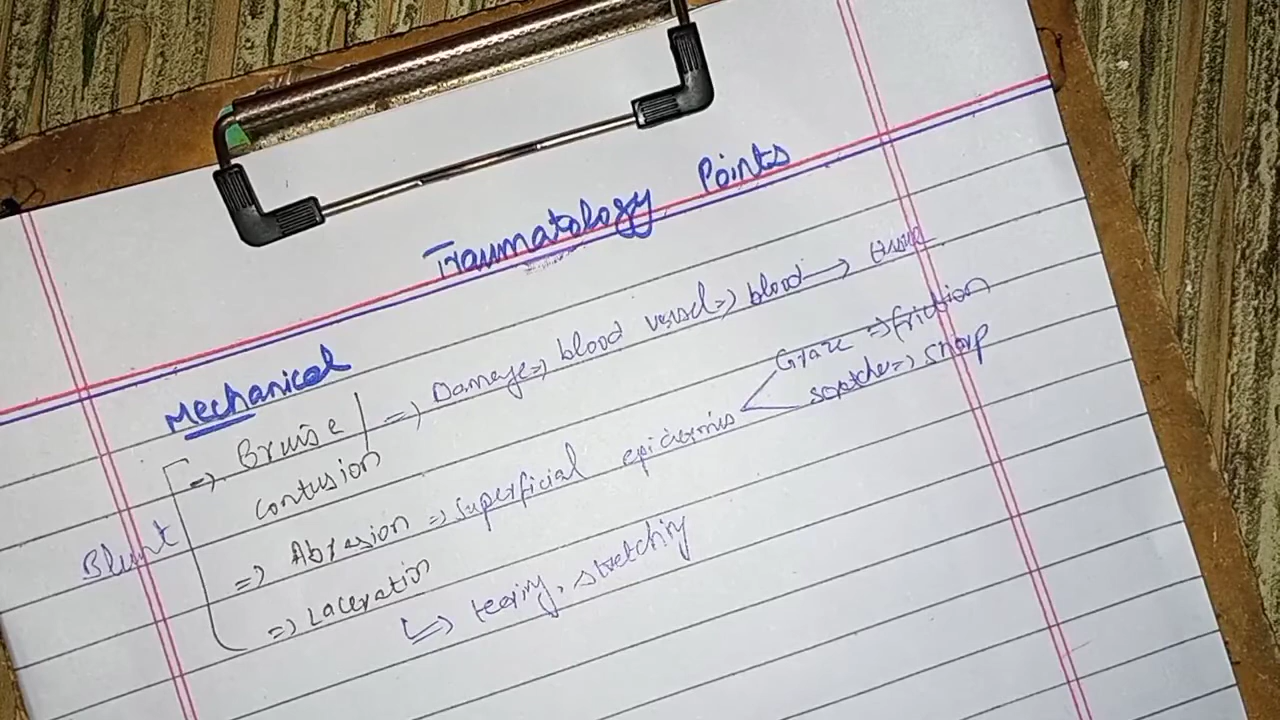 Traumatology Points
Mechanical
Blunt
=> Bruise / contusion => Damage => blood vessel => blood -> tissue
=> Abrasion => superficial epidermis
Graze => friction
scratches => sharp
=> Laceration
=> tearing, stretching